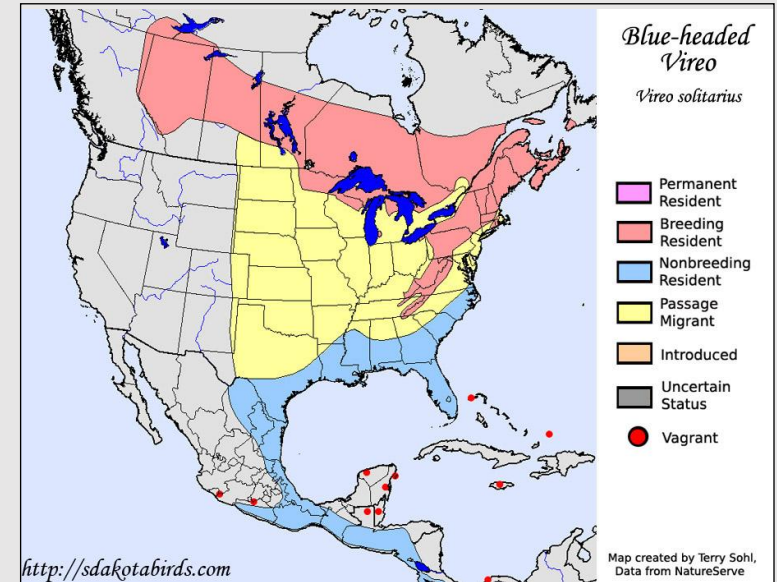 Blue-headed
Vireo
Vireo solitarius
Permanent
Resident
Breeding
Resident
Nonbreeding
Resident
Passage
Migrant
Introduced
Uncertain
Status
Vagrant
http://sdakotabirds.com
Map created by Terry Sohl,
Data from NatureServe